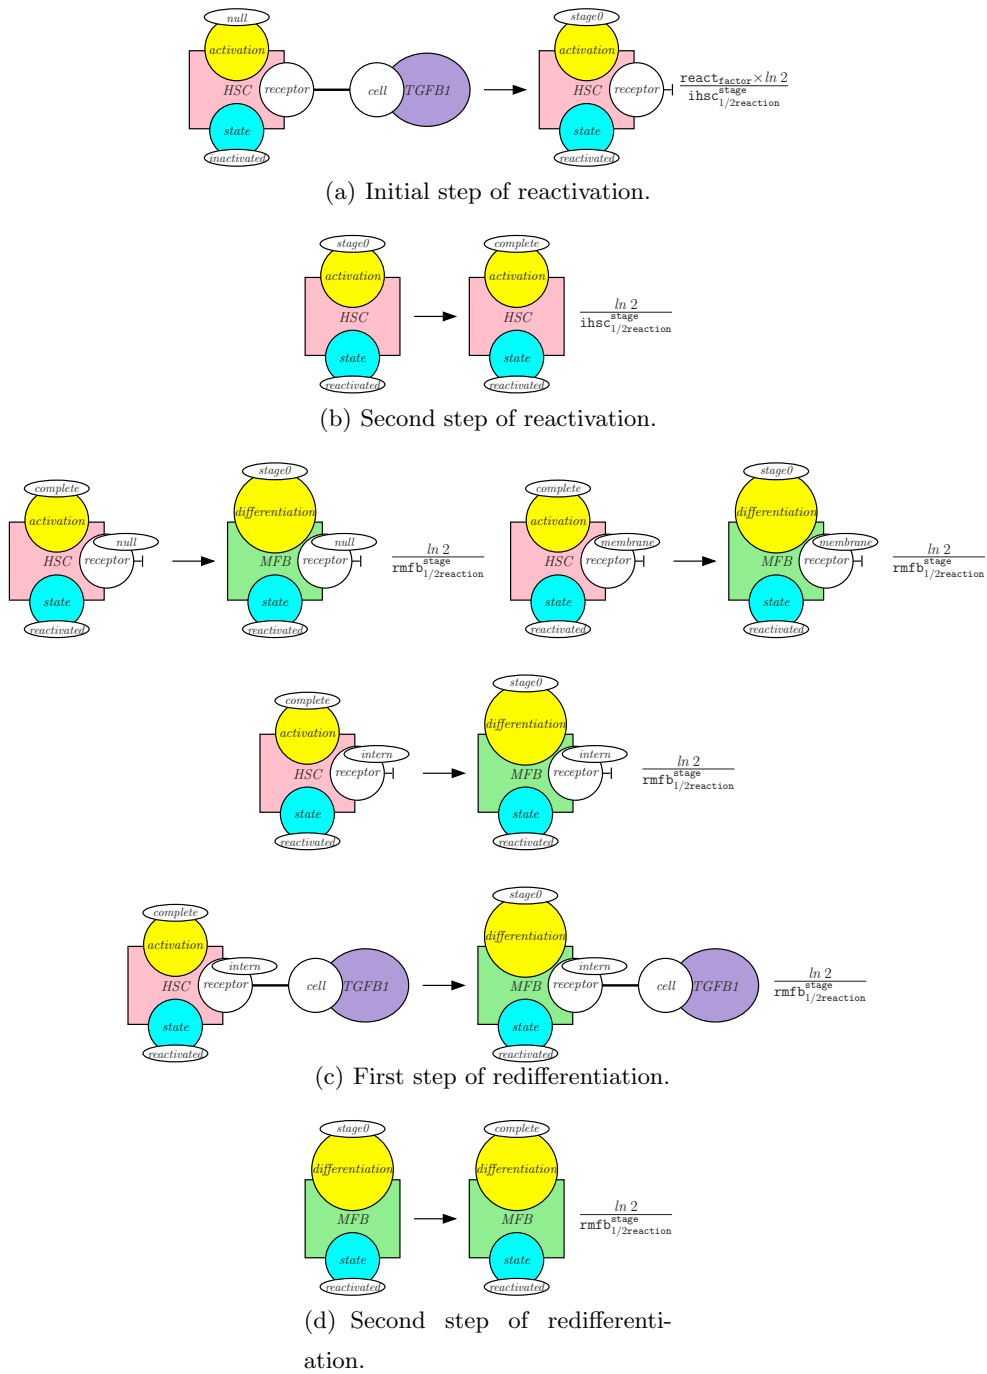 null stage0
activation activation
HSC receptor cell TGFB1 HSC receptor react_factor×ln 2
ihsc^stage_1/2reaction
state state
inactivated reactivated
(a) Initial step of reactivation.
stage0 complete
activation activation
HSC HSC ln 2
ihsc^stage_1/2reaction
state state
reactivated reactivated
(b) Second step of reactivation.
complete stage0 complete stage0
activation differentiation activation differentiation
null null membrane membrane
HSC receptor MFB receptor ln 2 HSC receptor MFB receptor ln 2
rmfb^stage_1/2reaction rmfb^stage_1/2reaction
state state state state
reactivated reactivated reactivated reactivated
complete stage0
activation differentiation
intern intern
HSC receptor MFB receptor ln 2
rmfb^stage_1/2reaction
state state
reactivated reactivated
complete stage0
activation differentiation
intern intern
HSC receptor cell TGFB1 MFB receptor cell TGFB1 ln 2
rmfb^stage_1/2reaction
state state
reactivated reactivated
(c) First step of redifferentiation.
stage0 complete
differentiation differentiation
MFB MFB ln 2
rmfb^stage_1/2reaction
state state
reactivated reactivated
(d) Second step of redifferenti-
ation.